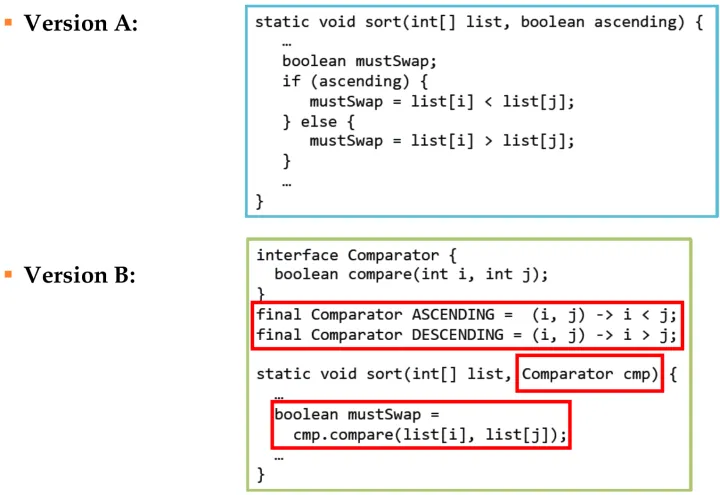 ▪ Version A:
static void sort(int[] list, boolean ascending) {
…
boolean mustSwap;
if (ascending) {
mustSwap = list[i] < list[j];
} else {
mustSwap = list[i] > list[j];
}
…
}
▪ Version B:
interface Comparator {
boolean compare(int i, int j);
}
final Comparator ASCENDING =  (i, j) -> i < j;
final Comparator DESCENDING = (i, j) -> i > j;
static void sort(int[] list, Comparator cmp) {
…
boolean mustSwap =
cmp.compare(list[i], list[j]);
…
}